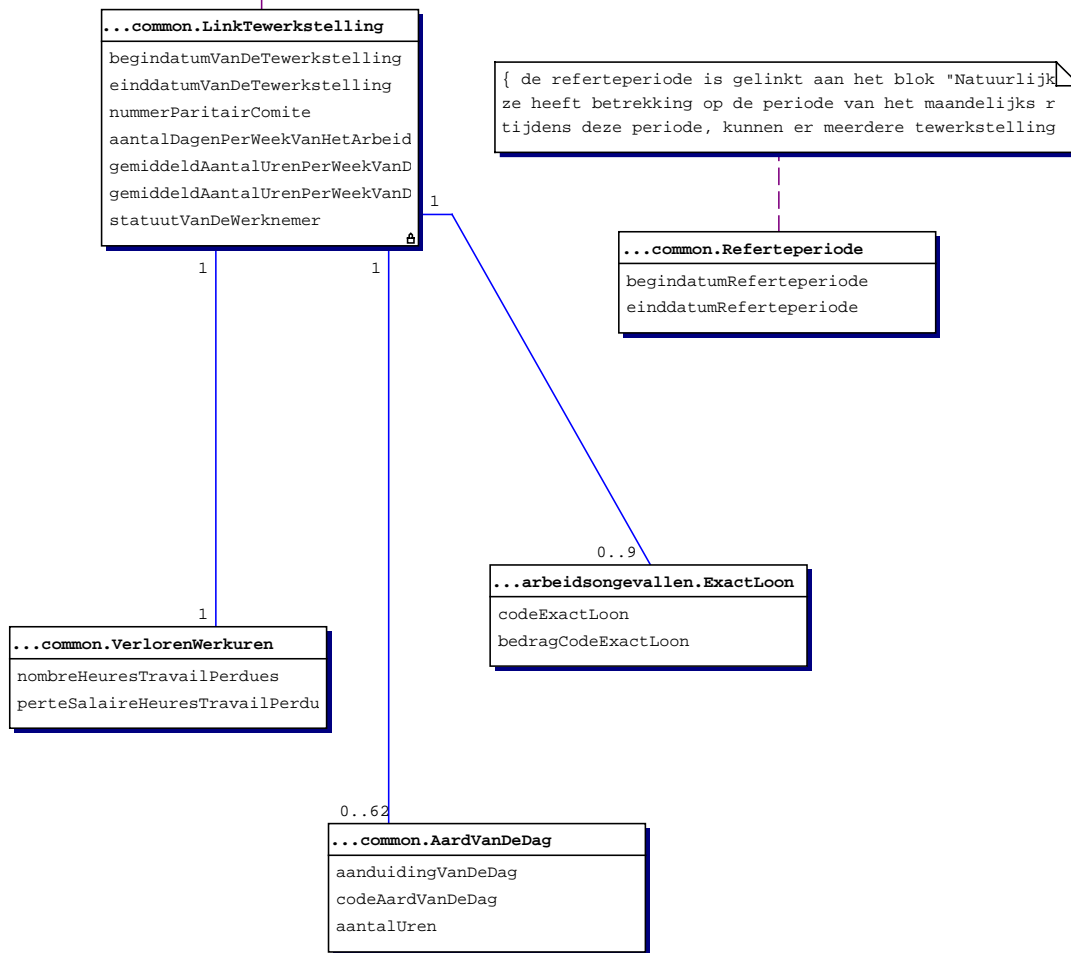 ...common.LinkTewerkstelling
begindatumVanDeTewerkstelling
einddatumVanDeTewerkstelling
nummerParitairComite
aantalDagenPerWeekVanHetArbeid
gemiddeldAantalUrenPerWeekVanD
gemiddeldAantalUrenPerWeekVanD
statuutVanDeWerknemer
{ de referteperiode is gelinkt aan het blok "Natuurlijk
ze heeft betrekking op de periode van het maandelijks r
tijdens deze periode, kunnen er meerdere tewerkstelling
1
...common.Referteperiode
begindatumReferteperiode
einddatumReferteperiode
1
1
0..9
...arbeidsongevallen.ExactLoon
codeExactLoon
bedragCodeExactLoon
1
...common.VerlorenWerkuren
nombreHeuresTravailPerdues
perteSalaireHeuresTravailPerdu
0..62
...common.AardVanDeDag
aanduidingVanDeDag
codeAardVanDeDag
aantalUren